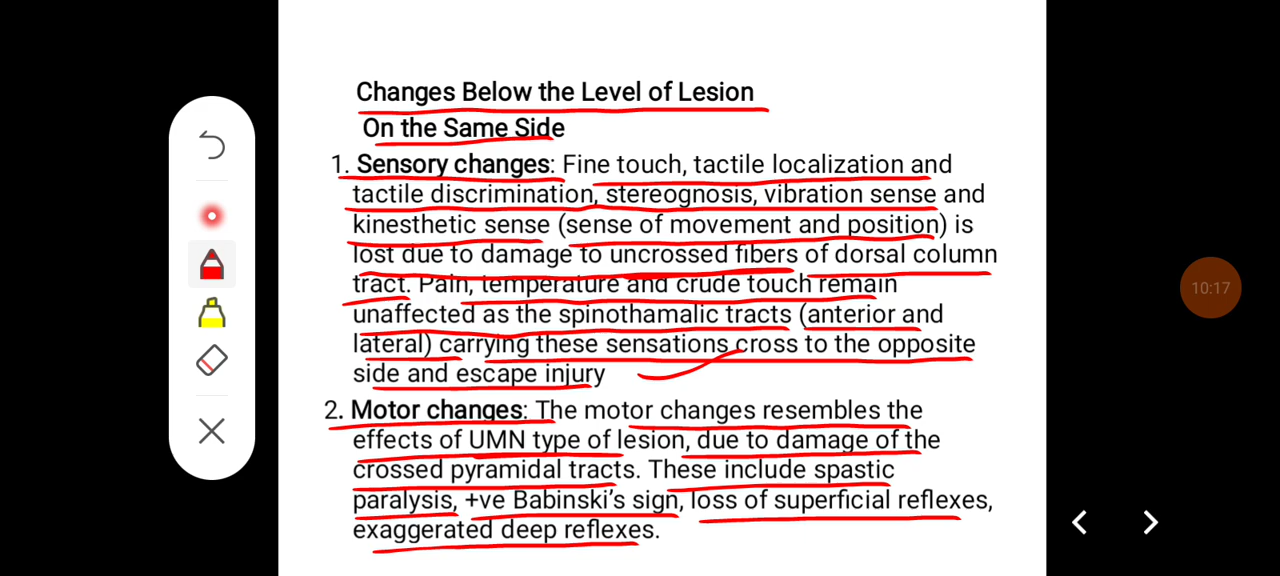 Changes Below the Level of Lesion
On the Same Side
1. Sensory changes: Fine touch, tactile localization and
tactile discrimination, stereognosis, vibration sense and
kinesthetic sense (sense of movement and position) is
lost due to damage to uncrossed fibers of dorsal column
tract. Pain, temperature and crude touch remain
unaffected as the spinothamalic tracts (anterior and
lateral) carrying these sensations cross to the opposite
side and escape injury
2. Motor changes: The motor changes resembles the
effects of UMN type of lesion, due to damage of the
crossed pyramidal tracts. These include spastic
paralysis, +ve Babinski's sign, loss of superficial reflexes,
exaggerated deep reflexes.
10:17